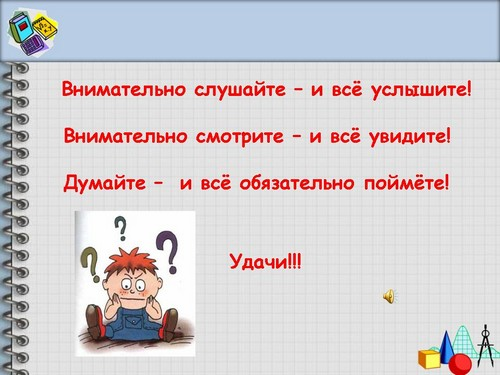 Внимательно слушайте – и всё услышите!
Внимательно смотрите – и всё увидите!
Думайте – и всё обязательно поймёте!
Удачи!!!